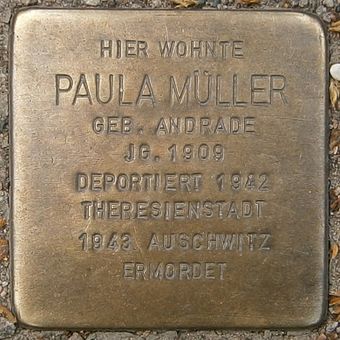 HIER WOHNTE
PAULA MÜLLER
GEB. ANDRADE
JG. 1909
DEPORTIERT 1942
THERESIENSTADT
1943 AUSCHWITZ
ERMORDET